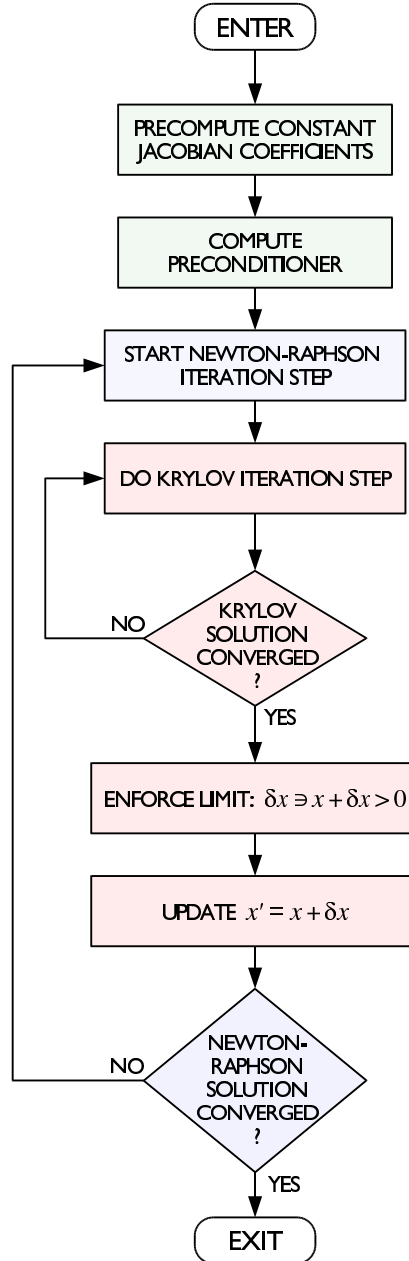 ENTER
PRECOMPUTE CONSTANT
JACOBIAN COEFFICIENTS
COMPUTE
PRECONDITIONER
START NEWTON-RAPHSON
ITERATION STEP
DO KRYLOV ITERATION STEP
KRYLOV
SOLUTION
CONVERGED
?
NO
YES
ENFORCE LIMIT: δx ∋ x + δx > 0
UPDATE x′ = x + δx
NEWTON-
RAPHSON
SOLUTION
CONVERGED
?
NO
YES
EXIT